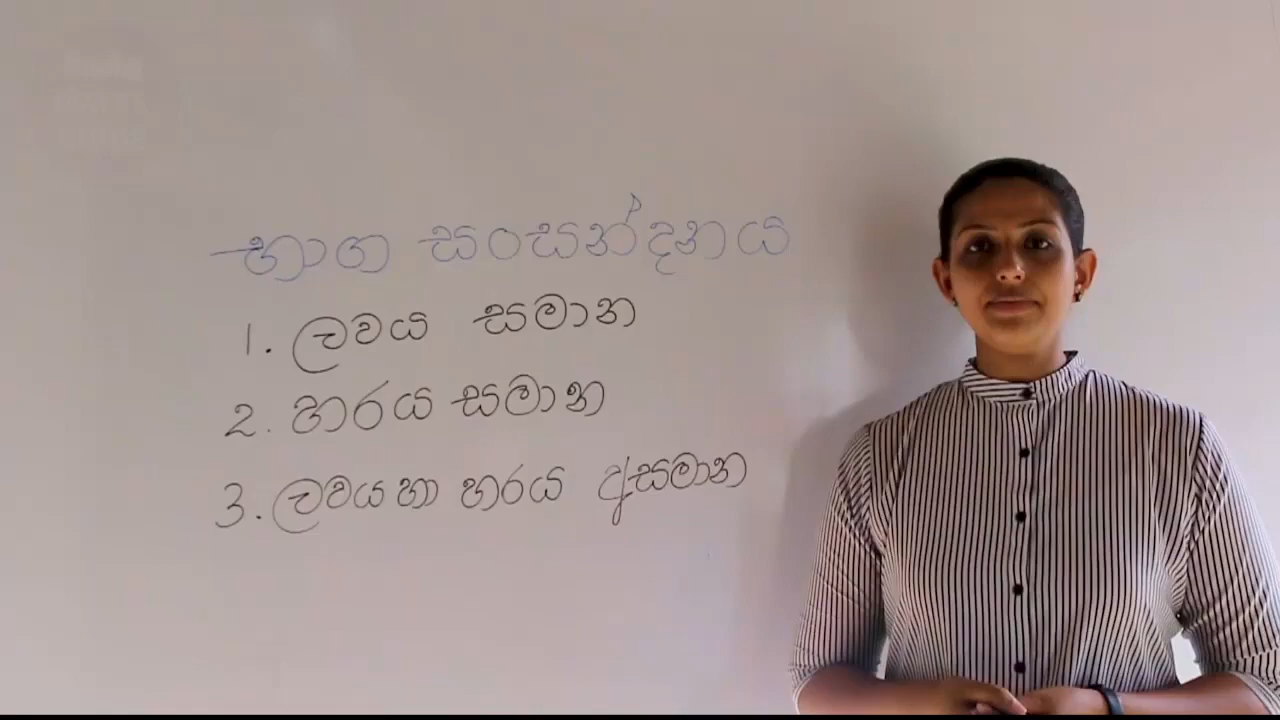 භාග සංසන්දනය
1. ලවය සමාන
2. හරය සමාන
3. ලවය හා හරය අසමාන